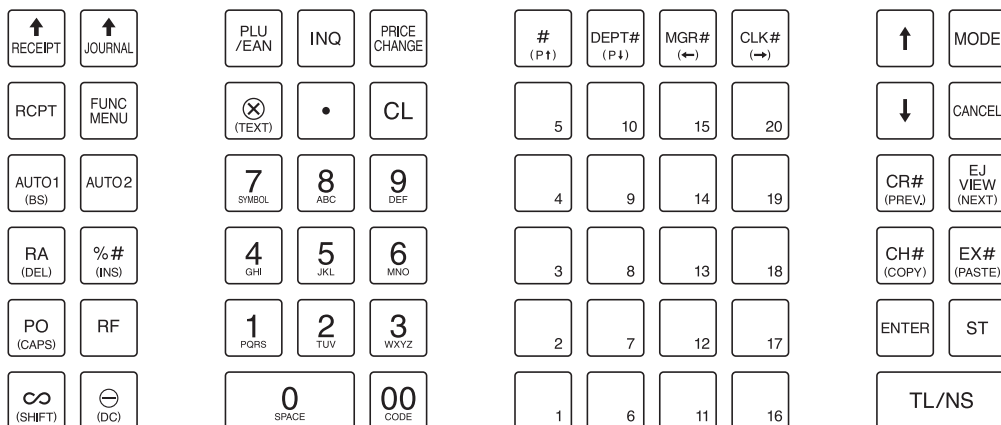 ↑ RECEIPT
↑ JOURNAL
PLU /EAN
INQ
PRICE CHANGE
# (P↑)
DEPT# (P↓)
MGR# (←)
CLK# (→)
↑
MODE
RCPT
FUNC MENU
⊗ (TEXT)
•
CL
5
10
15
20
↓
CANCEL
AUTO1 (BS)
AUTO2
7 SYMBOL
8 ABC
9 DEF
4
9
14
19
CR# (PREV.)
EJ VIEW (NEXT)
RA (DEL)
%# (INS)
4 GHI
5 JKL
6 MNO
3
8
13
18
CH# (COPY)
EX# (PASTE)
PO (CAPS)
RF
1 PQRS
2 TUV
3 WXYZ
2
7
12
17
ENTER
ST
∞ (SHIFT)
⊖ (DC)
0 SPACE
00 CODE
1
6
11
16
TL/NS